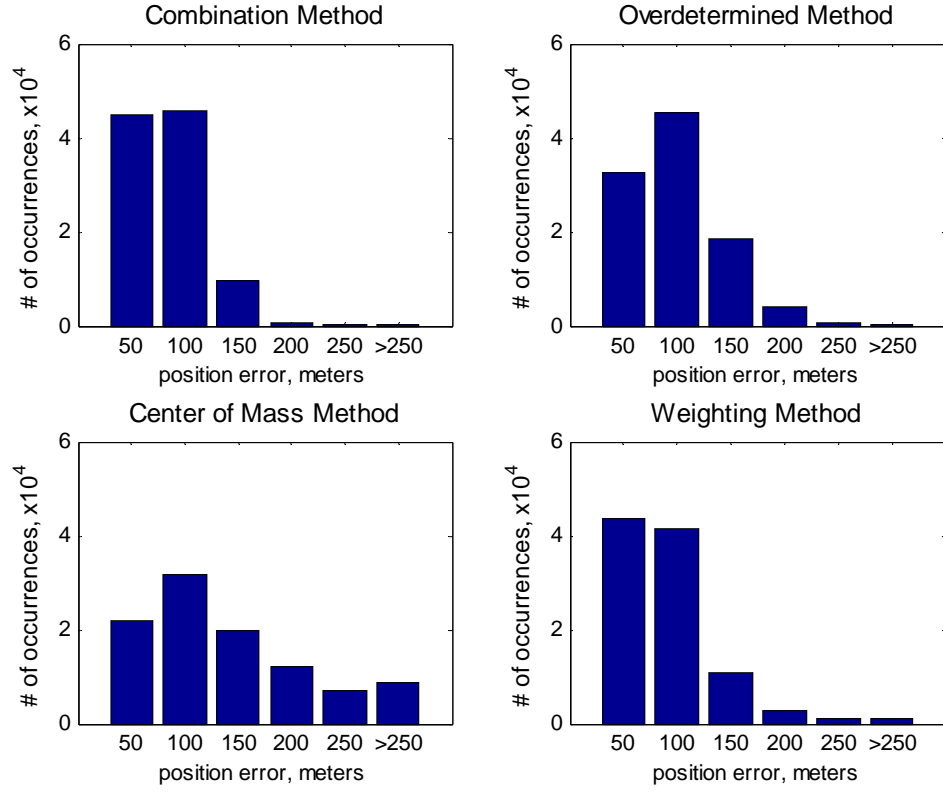 Combination Method
6
4
2
0
# of occurrences, x10^4
50 100 150 200 250 >250
position error, meters
Overdetermined Method
6
4
2
0
# of occurrences, x10^4
50 100 150 200 250 >250
position error, meters
Center of Mass Method
6
4
2
0
# of occurrences, x10^4
50 100 150 200 250 >250
position error, meters
Weighting Method
6
4
2
0
# of occurrences, x10^4
50 100 150 200 250 >250
position error, meters